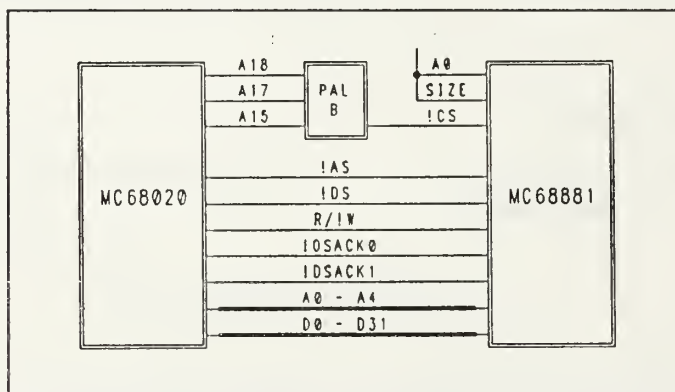 A18
A17
A15
PAL
B
A0
SIZE
!CS
MC68020
MC68881
!AS
!DS
R/!W
!DSACK0
!DSACK1
A0 - A4
D0 - D31